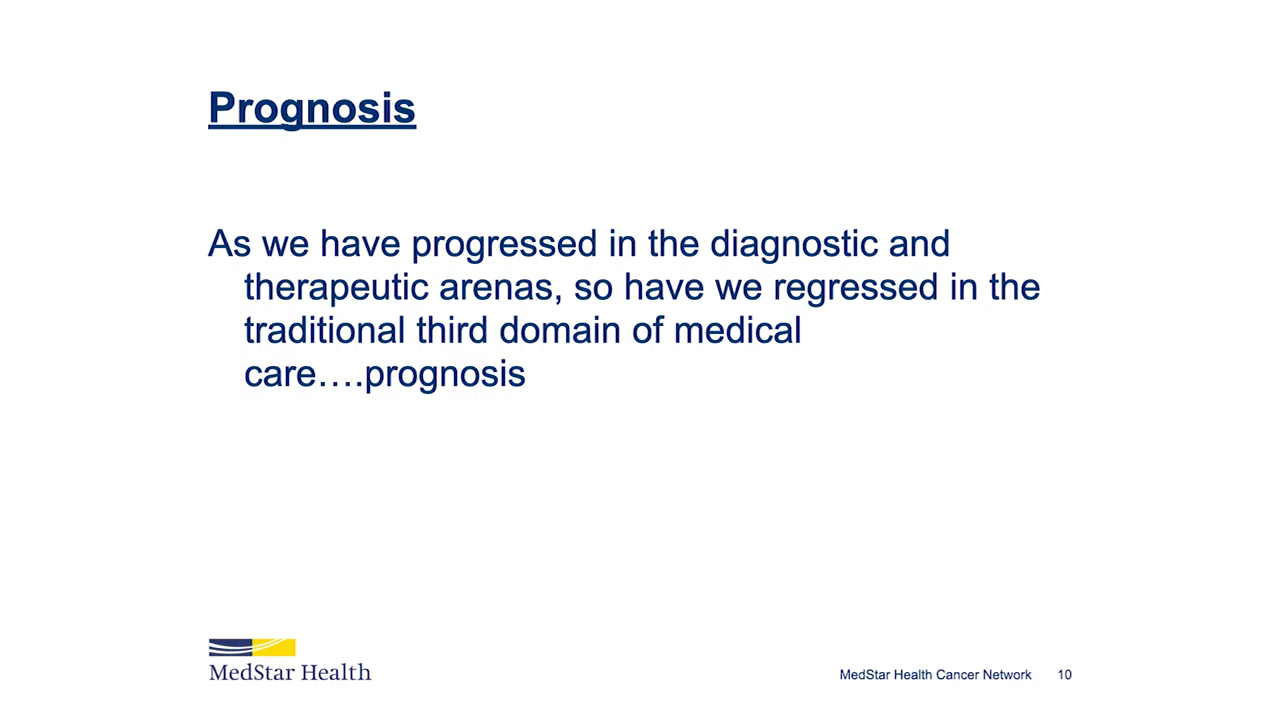 Prognosis
As we have progressed in the diagnostic and
therapeutic arenas, so have we regressed in the
traditional third domain of medical
care….prognosis
MedStar Health
MedStar Health Cancer Network 10